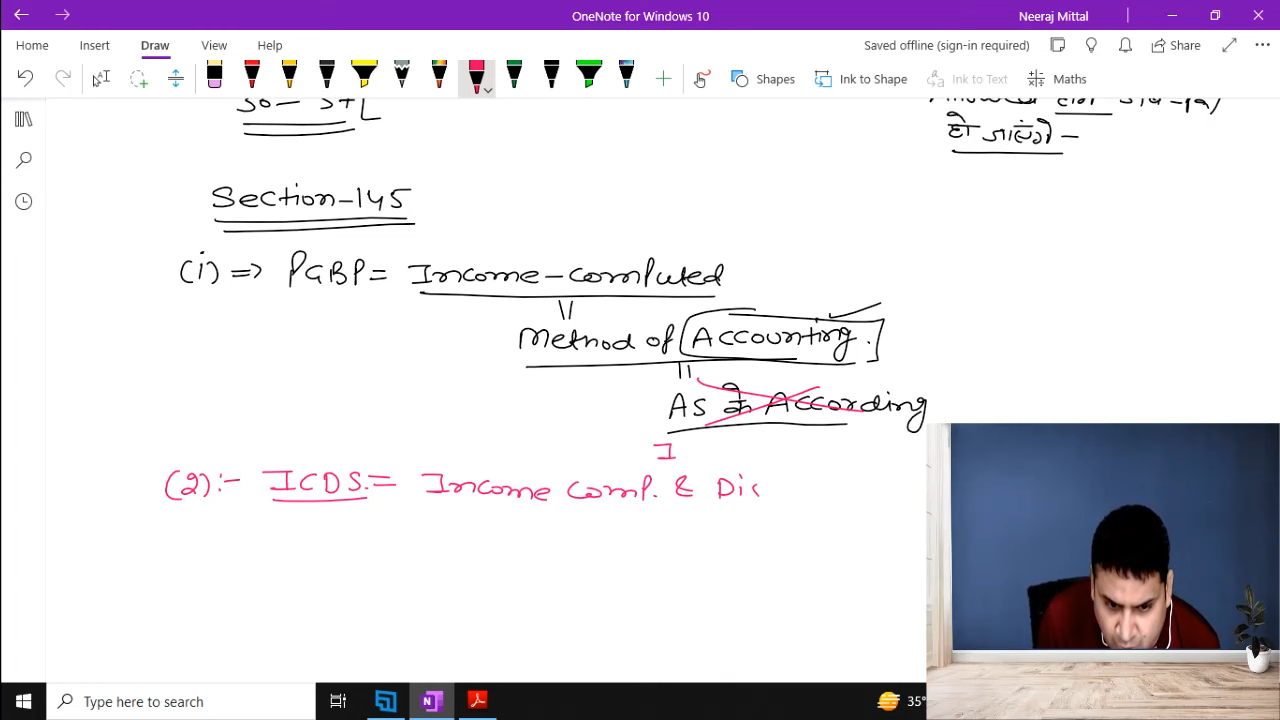 OneNote for Windows 10
Neeraj Mittal
Home Insert Draw View Help
Saved offline (sign-in required)
Share
Shapes
Ink to Shape
Ink to Text
Maths
हो जाएंगे -
Section-145
(i) ⇒ PGBP = Income-computed
Method of Accounting.
As के According
I
(2):- ICDS. = Income comp. & Dis
Type here to search
35°